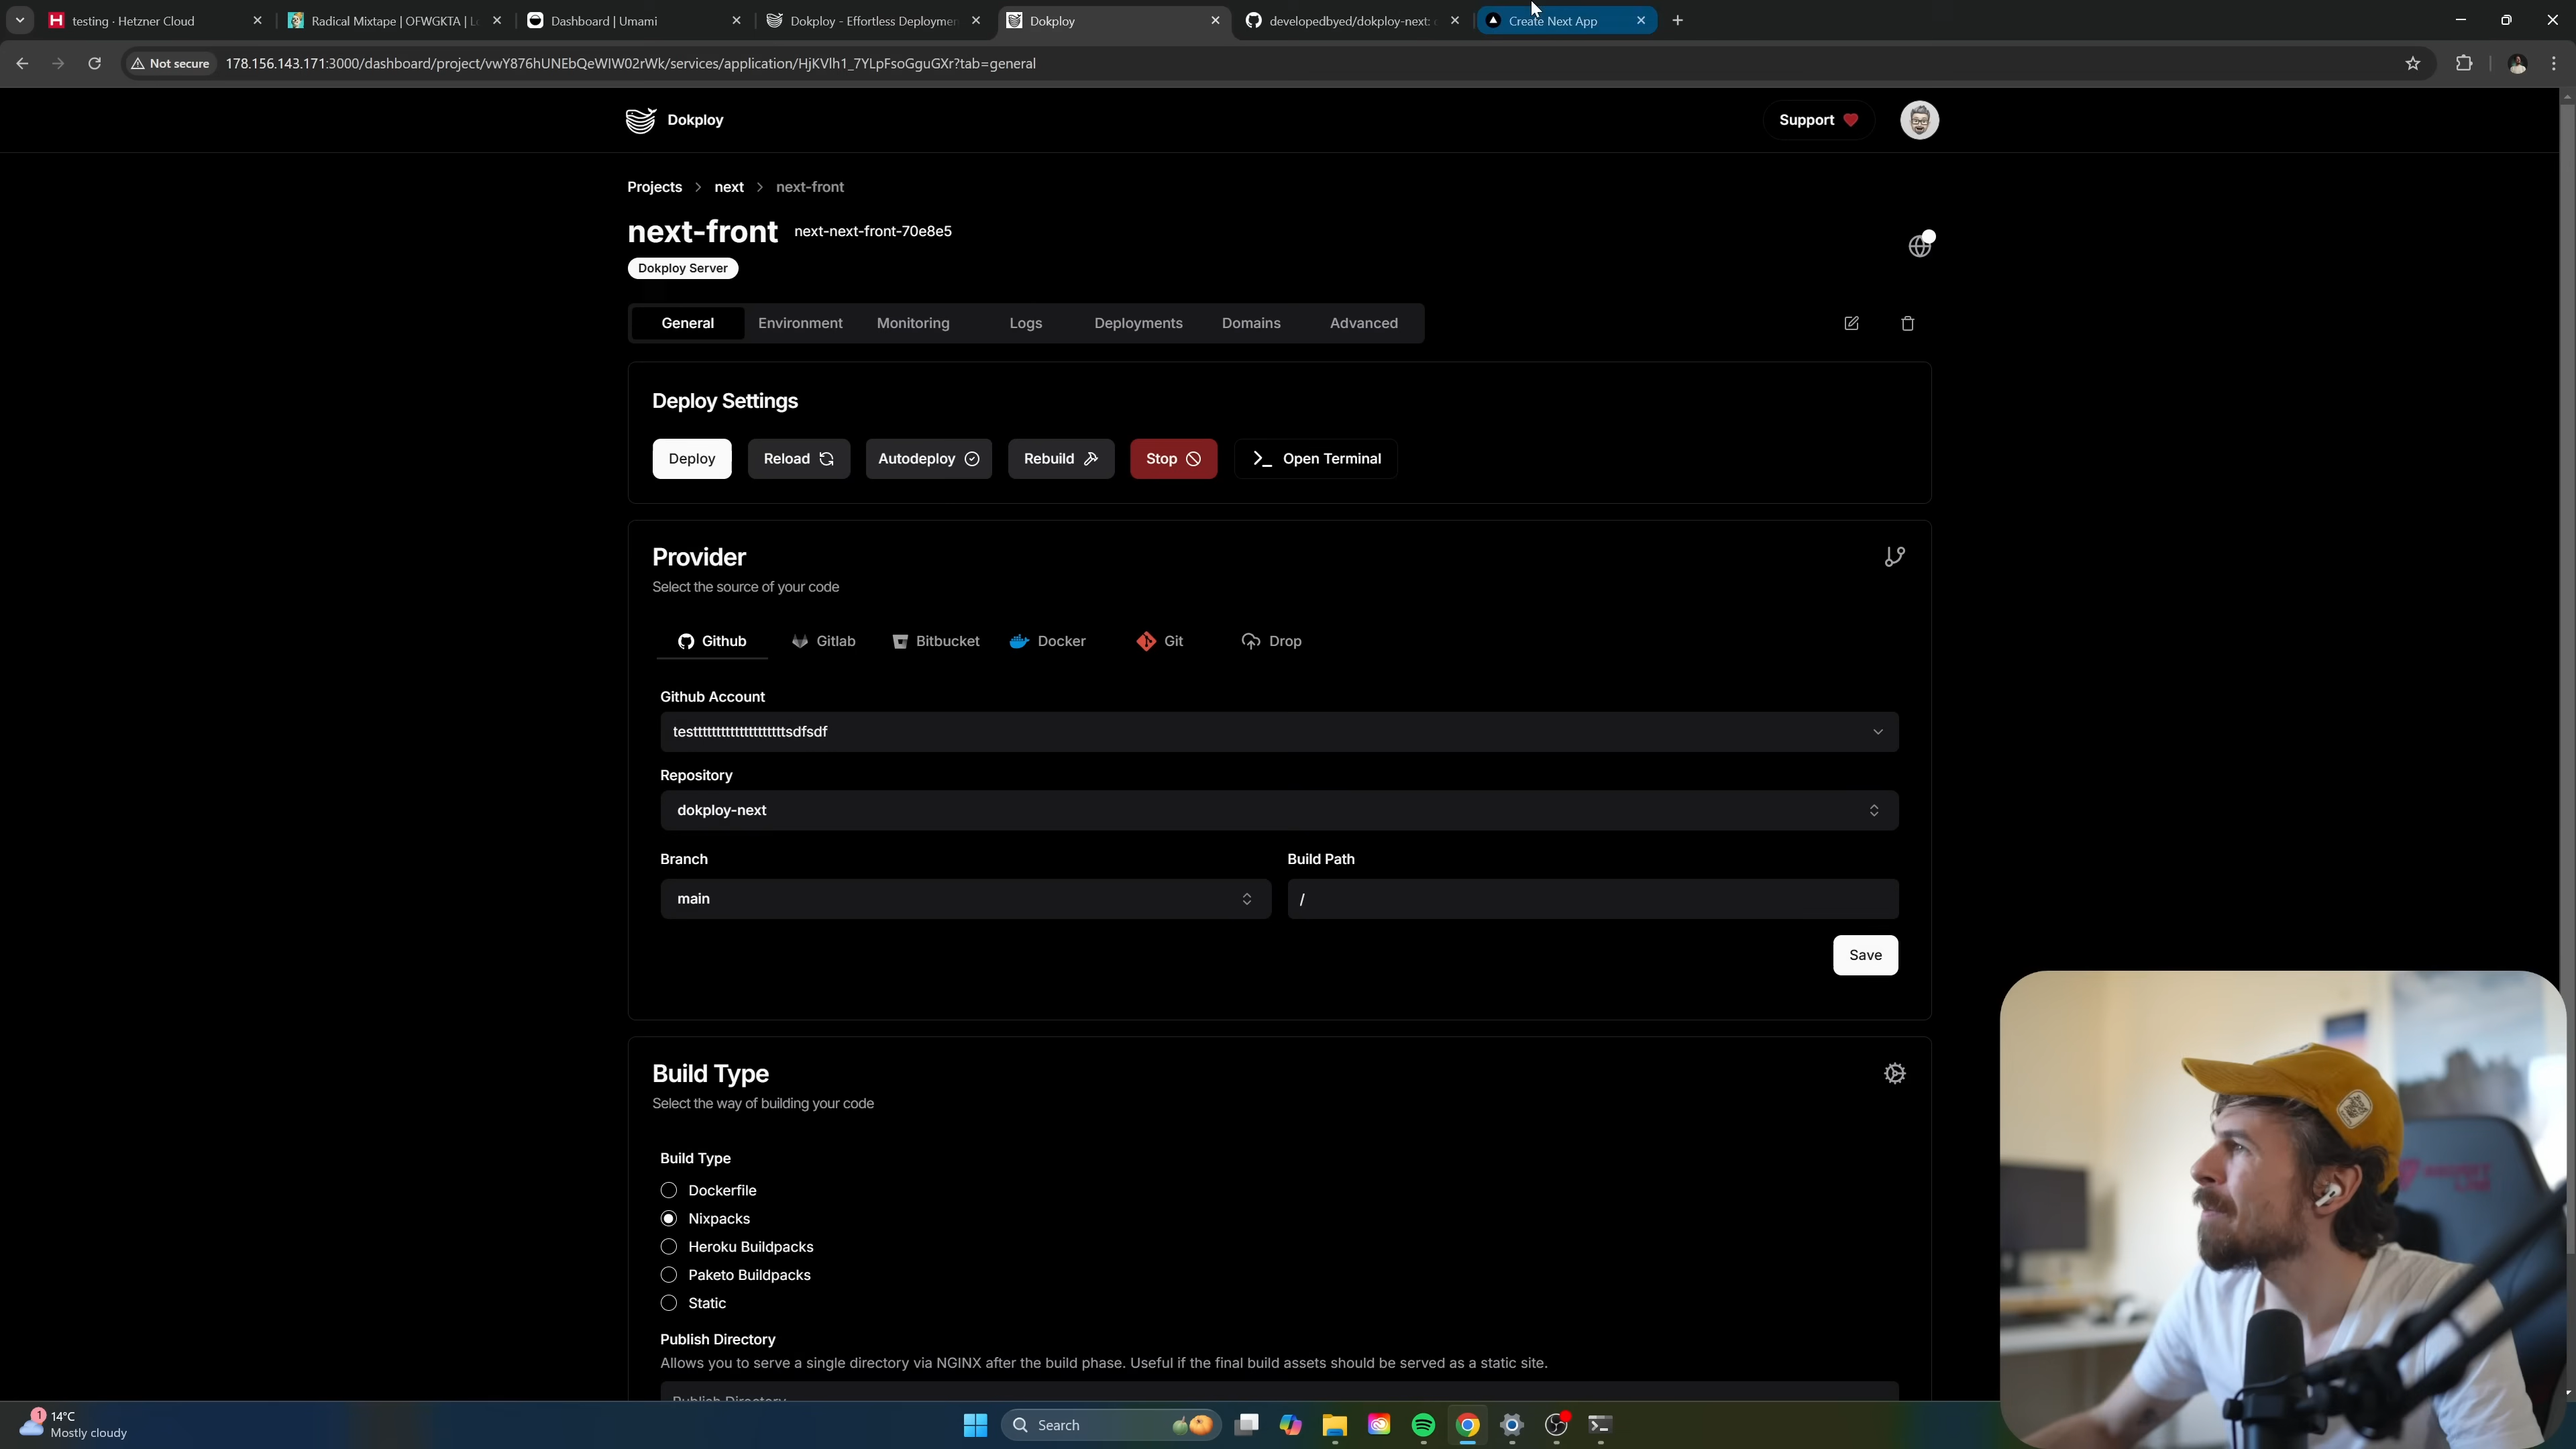 testing · Hetzner Cloud
Radical Mixtape | OFWGKTA | L
Dashboard | Umami
Dokploy - Effortless Deploymen
Dokploy
developedbyed/dokploy-next:
Create Next App
Not secure
178.156.143.171:3000/dashboard/project/vwY876hUNEbQeWIW02rWk/services/application/HjKVlh1_7YLpFsoGguGXr?tab=general
Dokploy
Support
Projects > next > next-front
next-front next-next-front-70e8e5
Dokploy Server
General Environment Monitoring Logs Deployments Domains Advanced
Deploy Settings
Deploy Reload Autodeploy Rebuild Stop Open Terminal
Provider
Select the source of your code
Github Gitlab Bitbucket Docker Git Drop
Github Account
Repository
dokploy-next
Branch
Build Path
main
/
Save
Build Type
Select the way of building your code
Build Type
Dockerfile
Nixpacks
Heroku Buildpacks
Paketo Buildpacks
Static
Publish Directory
Allows you to serve a single directory via NGINX after the build phase. Useful if the final build assets should be served as a static site.
Publish Directory
1
14°C
Mostly cloudy
Search